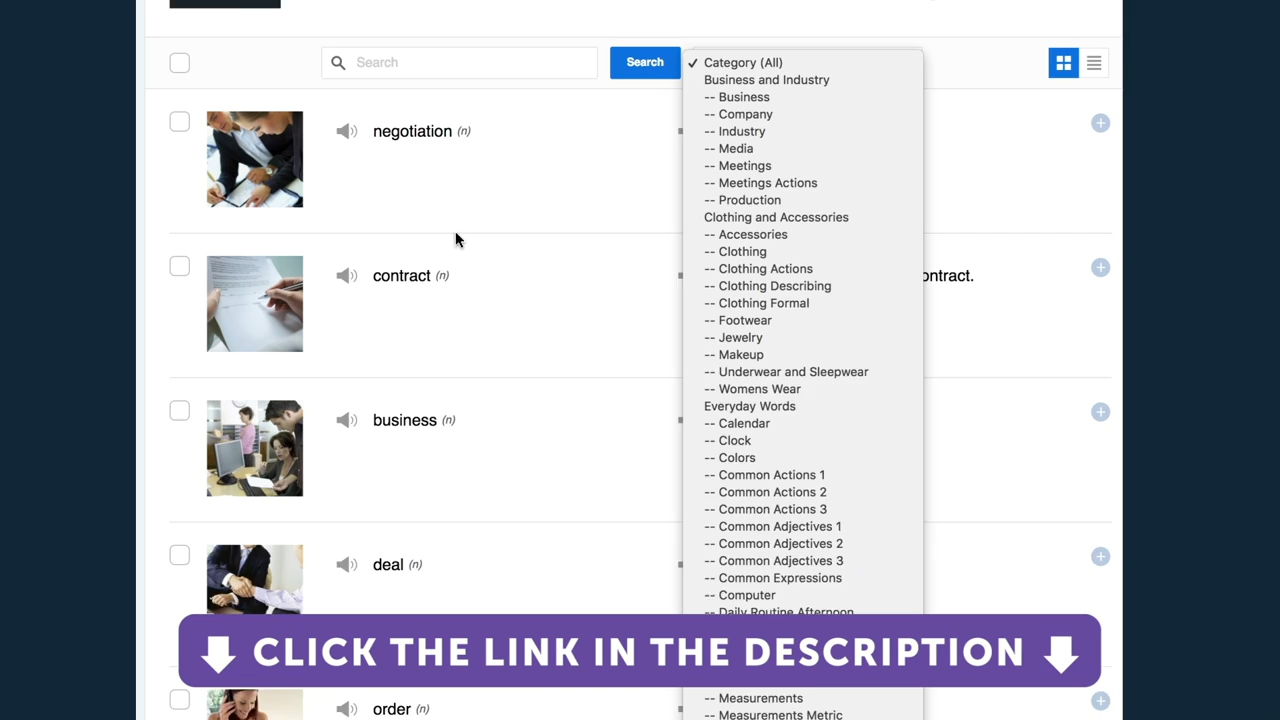 Search
Search
✓ Category (All)
Business and Industry
-- Business
-- Company
-- Industry
-- Media
-- Meetings
-- Meetings Actions
-- Production
Clothing and Accessories
-- Accessories
-- Clothing
-- Clothing Actions
-- Clothing Describing
-- Clothing Formal
-- Footwear
-- Jewelry
-- Makeup
-- Underwear and Sleepwear
-- Womens Wear
Everyday Words
-- Calendar
-- Clock
-- Colors
-- Common Actions 1
-- Common Actions 2
-- Common Actions 3
-- Common Adjectives 1
-- Common Adjectives 2
-- Common Adjectives 3
-- Common Expressions
-- Computer
-- Daily Routine Afternoon
-- Measurements
-- Measurements Metric
negotiation (n)
contract (n)
ontract.
business (n)
deal (n)
CLICK THE LINK IN THE DESCRIPTION
order (n)